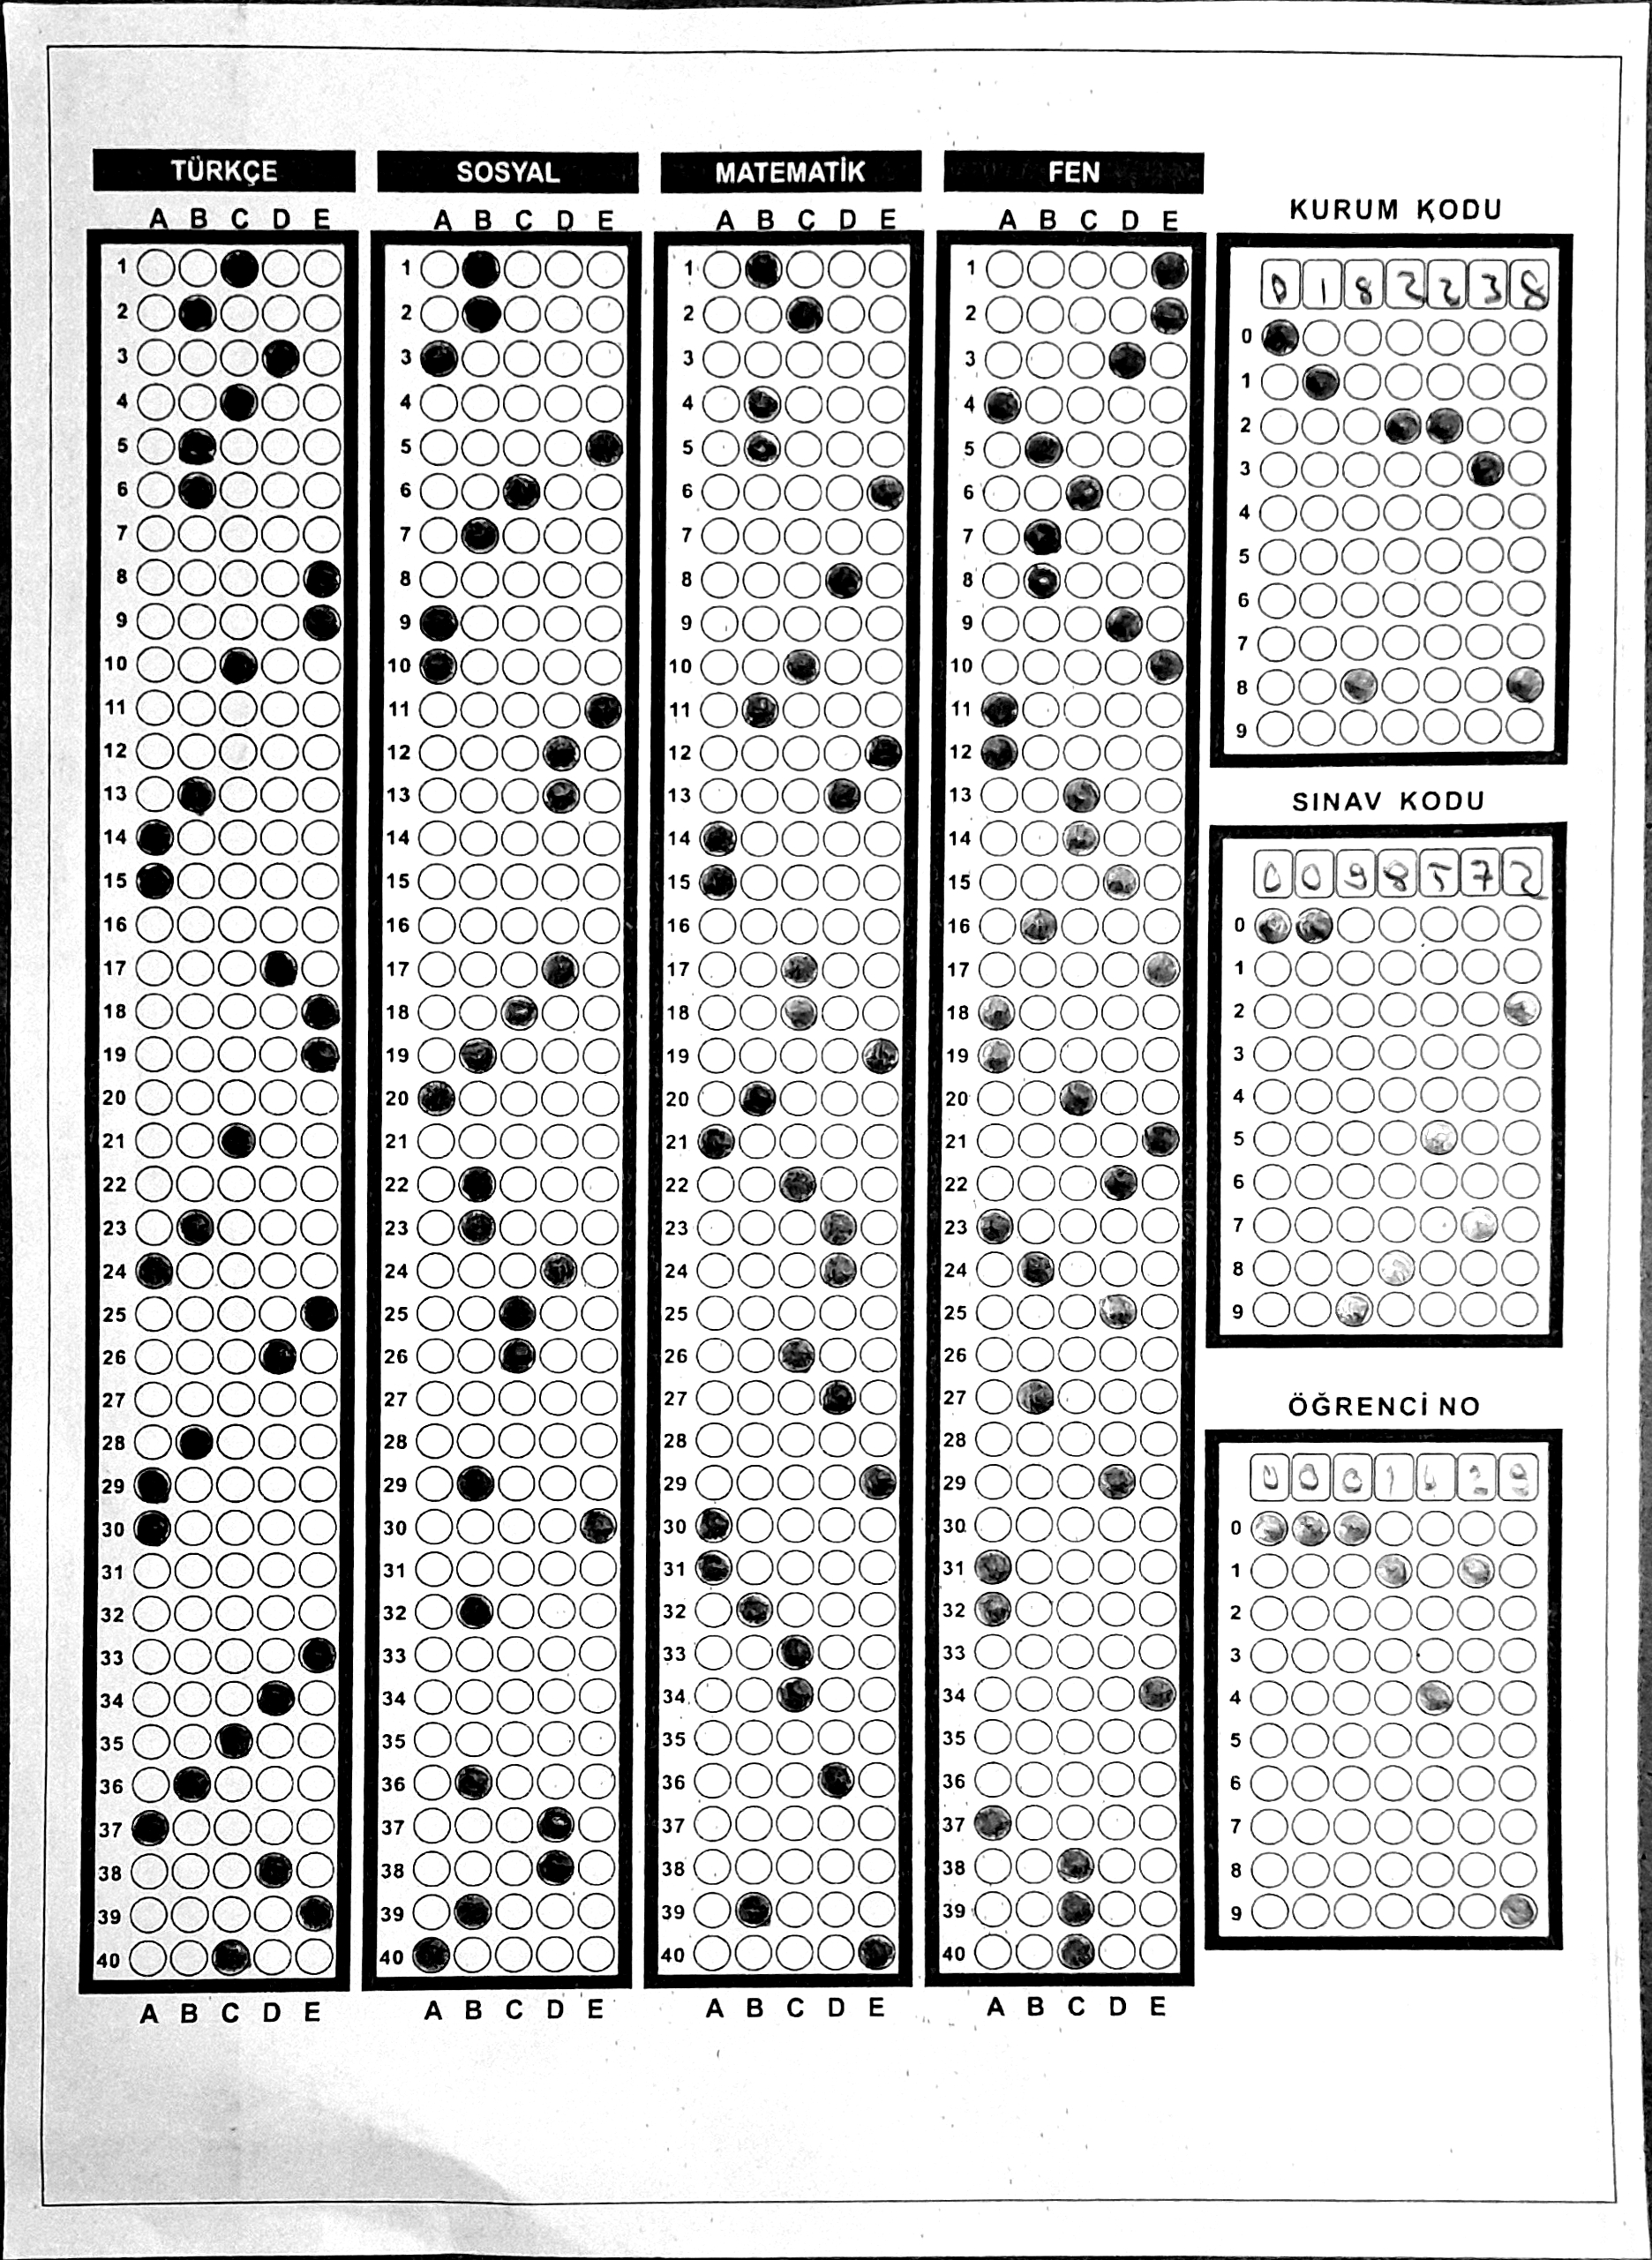 TÜRKÇE SOSYAL MATEMATİK FEN
KURUM KODU
A B C D E A B C D E A B C D E A B C D E
0 1 8 2 2 3 8
1 1 1 1
2 2 2 2
3 3 3 3
4 4 4 4
5 5 5 5
6 6 6 6
7 7 7 7
8 8 8 8
9 9 9 9
10 10 10 10
11 11 11 11
12 12 12 12
13 13 13 13
14 14 14 14
15 15 15 15
16 16 16 16
17 17 17 17
18 18 18 18
19 19 19 19
20 20 20 20
21 21 21 21
22 22 22 22
23 23 23 23
24 24 24 24
25 25 25 25
26 26 26 26
27 27 27 27
28 28 28 28
29 29 29 29
30 30 30 30
31 31 31 31
32 32 32 32
33 33 33 33
34 34 34 34
35 35 35 35
36 36 36 36
37 37 37 37
38 38 38 38
39 39 39 39
40 40 40 40
A B C D E A B C D E A B C D E A B C D E
0
1
2
3
4
5
6
7
8
9
SINAV KODU
0 0 9 8 5 7 2
0
1
2
3
4
5
6
7
8
9
ÖĞRENCİ NO
0 0 0 1
0
1
2
3
4
5
6
7
8
9